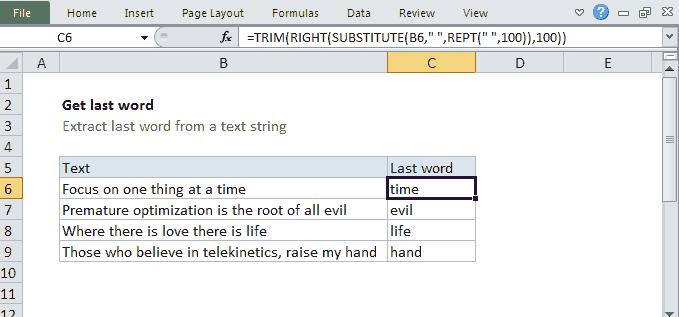 File Home Insert Page Layout Formulas Data Review View
C6 fx =TRIM(RIGHT(SUBSTITUTE(B6," ",REPT(" ",100)),100))
A B C D E
1
2 Get last word
3 Extract last word from a text string
4
5 Text Last word
6 Focus on one thing at a time time
7 Premature optimization is the root of all evil evil
8 Where there is love there is life life
9 Those who believe in telekinetics, raise my hand hand
10
11
12